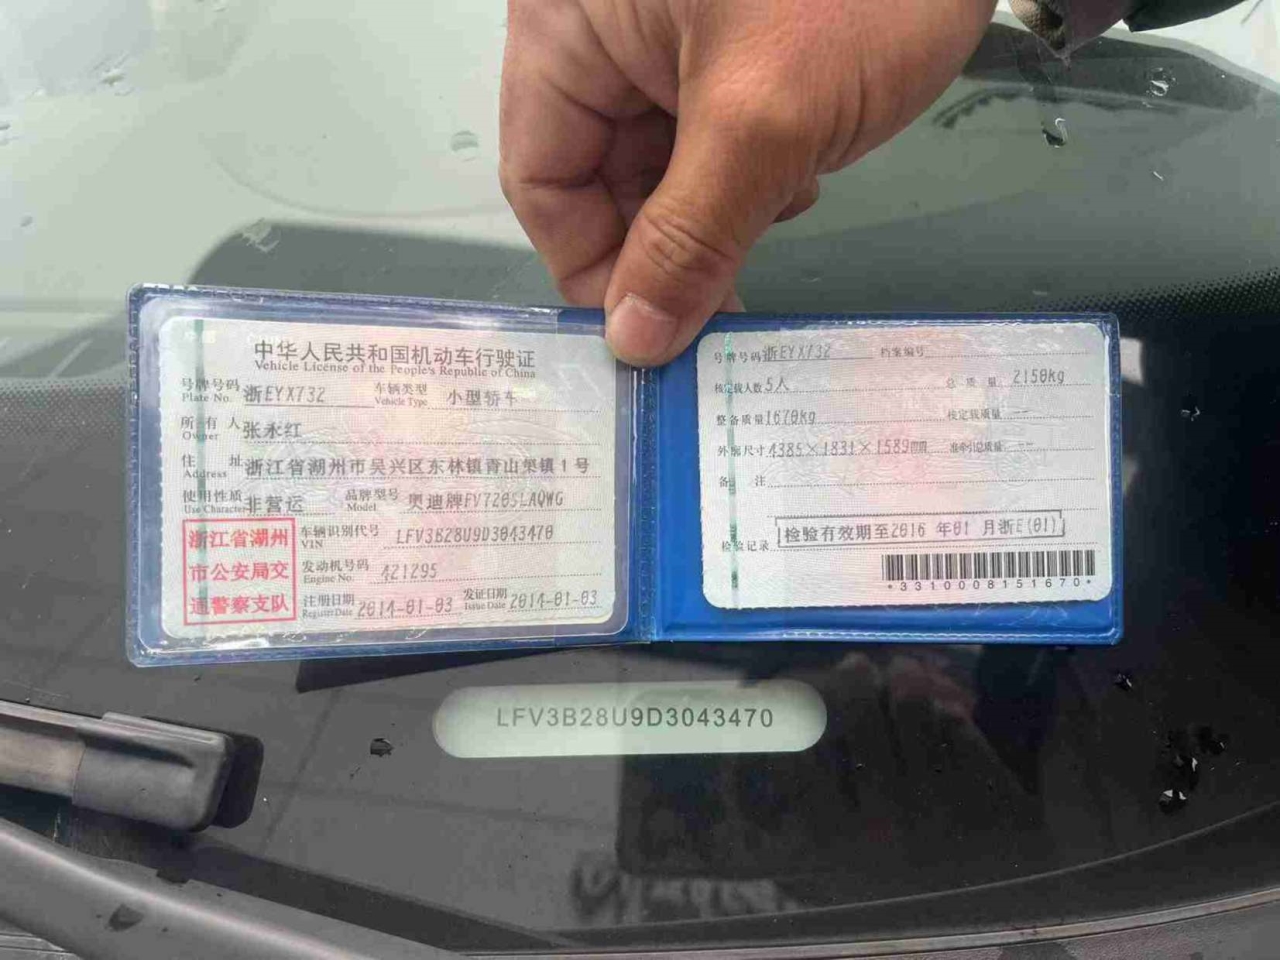 中华人民共和国机动车行驶证
Vehicle License of the People's Republic of China
号牌号码 浙EYX732 车辆类型 小型轿车
Plate No. Vehicle Type
所有人 张永红
Owner
住址 浙江省湖州市吴兴区东林镇青山集镇1号
Address
使用性质 非营运 品牌型号 奥迪牌FV7205LAQWG
Use Character Model
浙江省湖州
市公安局交
通警察支队
车辆识别代号 LFV3B28U9D3043470
VIN
发动机号码 421295
Engine No.
注册日期 2014-01-03 发证日期 2014-01-03
Register Date Issue Date
号牌号码 浙EYX732 档案编号
核定载人数 5人 总质量 2150kg
整备质量 1670kg 核定载质量 --
外廓尺寸 4385×1831×1589mm 准牵引总质量 --
备注
检验记录 检验有效期至2016年01月浙E(01)
*3310008151670*
LFV3B28U9D3043470